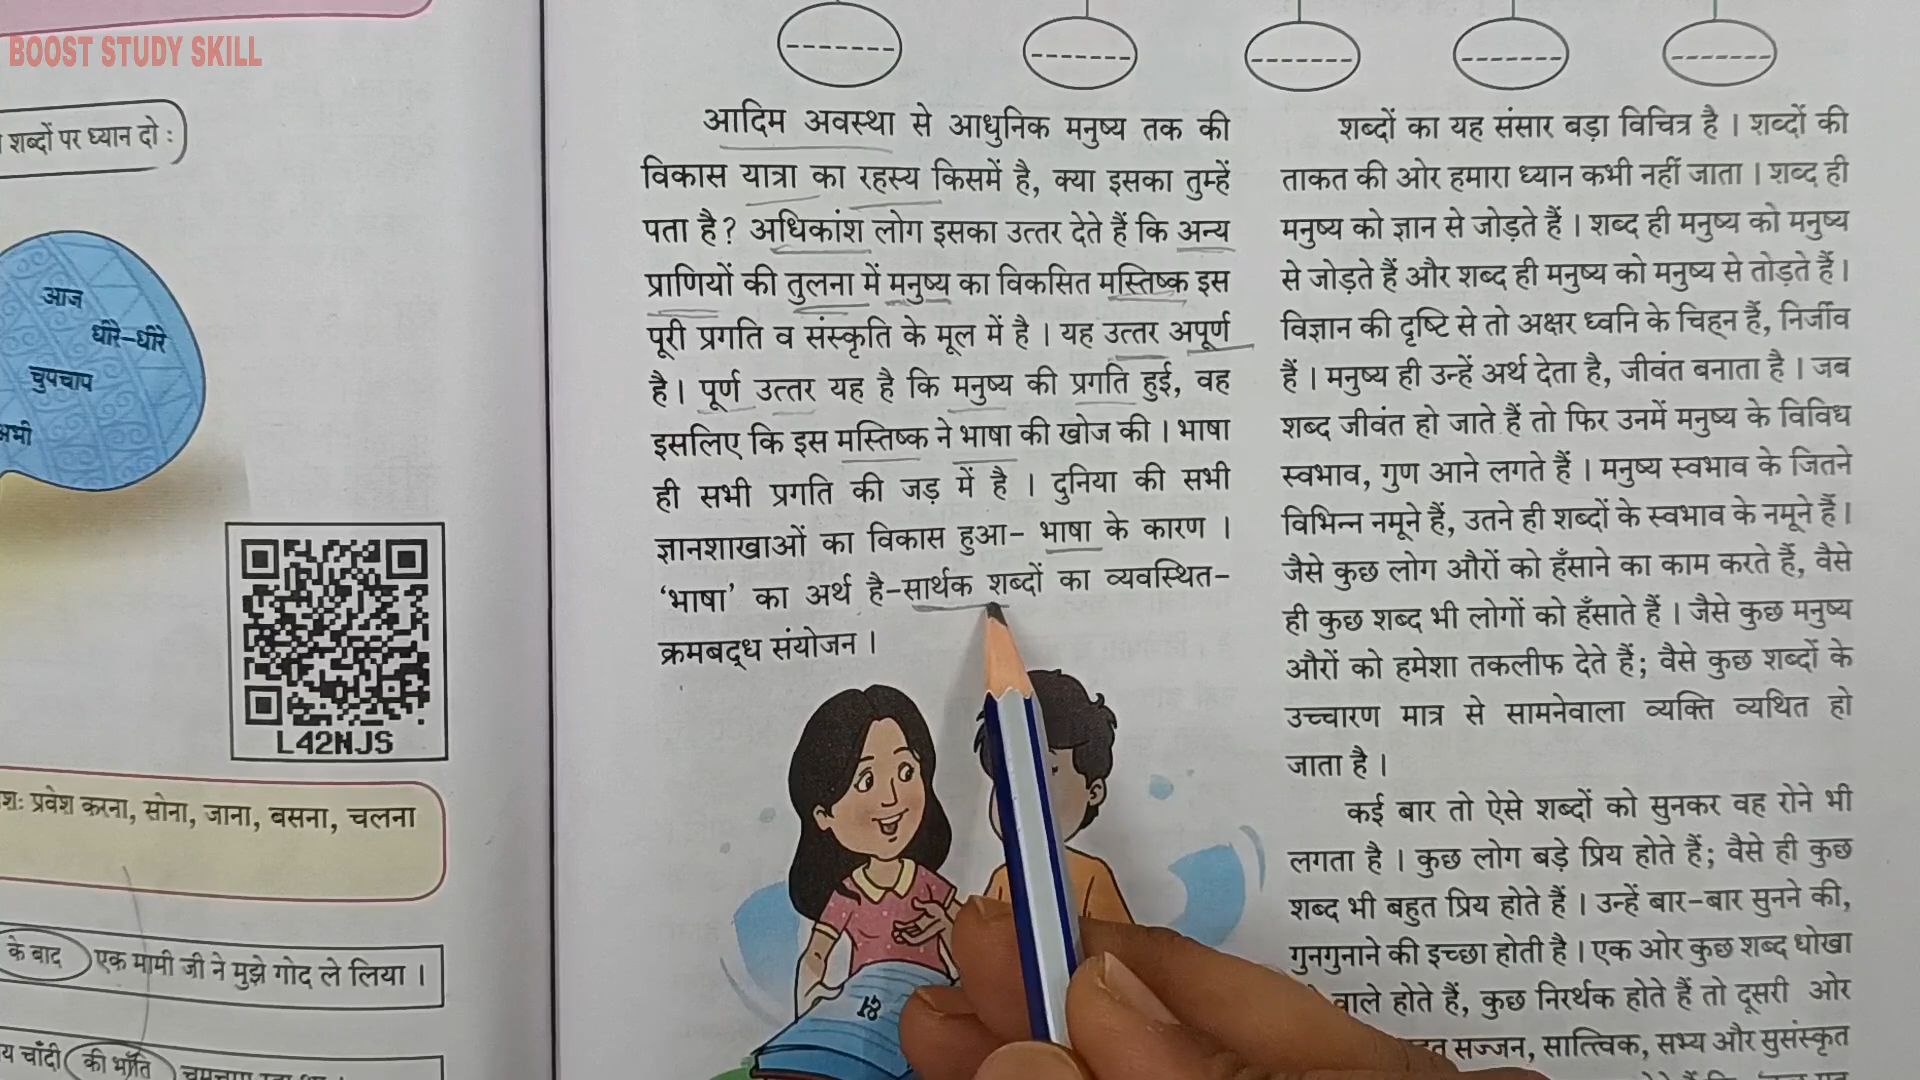 BOOST STUDY SKILL
शब्दों पर ध्यान दो :
आज
धीरे-धीरे
चुपचाप
अभी
L42NJS
प्रवेश करना, सोना, जाना, बसना, चलना
के बाद एक मामी जी ने मुझे गोद ले लिया ।
चाँदी की भाँति
आदिम अवस्था से आधुनिक मनुष्य तक की
विकास यात्रा का रहस्य किसमें है, क्या इसका तुम्हें
पता है? अधिकांश लोग इसका उत्तर देते हैं कि अन्य
प्राणियों की तुलना में मनुष्य का विकसित मस्तिष्क इस
पूरी प्रगति व संस्कृति के मूल में है । यह उत्तर अपूर्ण
है । पूर्ण उत्तर यह है कि मनुष्य की प्रगति हुई, वह
इसलिए कि इस मस्तिष्क ने भाषा की खोज की । भाषा
ही सभी प्रगति की जड़ में है । दुनिया की सभी
ज्ञानशाखाओं का विकास हुआ- भाषा के कारण ।
‘भाषा’ का अर्थ है-सार्थक शब्दों का व्यवस्थित-
क्रमबद्ध संयोजन ।
शब्दों का यह संसार बड़ा विचित्र है । शब्दों की
ताकत की ओर हमारा ध्यान कभी नहीं जाता । शब्द ही
मनुष्य को ज्ञान से जोड़ते हैं । शब्द ही मनुष्य को मनुष्य
से जोड़ते हैं और शब्द ही मनुष्य को मनुष्य से तोड़ते हैं ।
विज्ञान की दृष्टि से तो अक्षर ध्वनि के चिह्न हैं, निर्जीव
हैं । मनुष्य ही उन्हें अर्थ देता है, जीवंत बनाता है । जब
शब्द जीवंत हो जाते हैं तो फिर उनमें मनुष्य के विविध
स्वभाव, गुण आने लगते हैं । मनुष्य स्वभाव के जितने
विभिन्न नमूने हैं, उतने ही शब्दों के स्वभाव के नमूने हैं ।
जैसे कुछ लोग औरों को हँसाने का काम करते हैं, वैसे
ही कुछ शब्द भी लोगों को हँसाते हैं । जैसे कुछ मनुष्य
औरों को हमेशा तकलीफ देते हैं; वैसे कुछ शब्दों के
उच्चारण मात्र से सामनेवाला व्यक्ति व्यथित हो
जाता है ।
कई बार तो ऐसे शब्दों को सुनकर वह रोने भी
लगता है । कुछ लोग बड़े प्रिय होते हैं; वैसे ही कुछ
शब्द भी बहुत प्रिय होते हैं । उन्हें बार-बार सुनने की,
गुनगुनाने की इच्छा होती है । एक ओर कुछ शब्द धोखा
वाले होते हैं, कुछ निरर्थक होते हैं तो दूसरी ओर
सज्जन, सात्त्विक, सभ्य और सुसंस्कृत